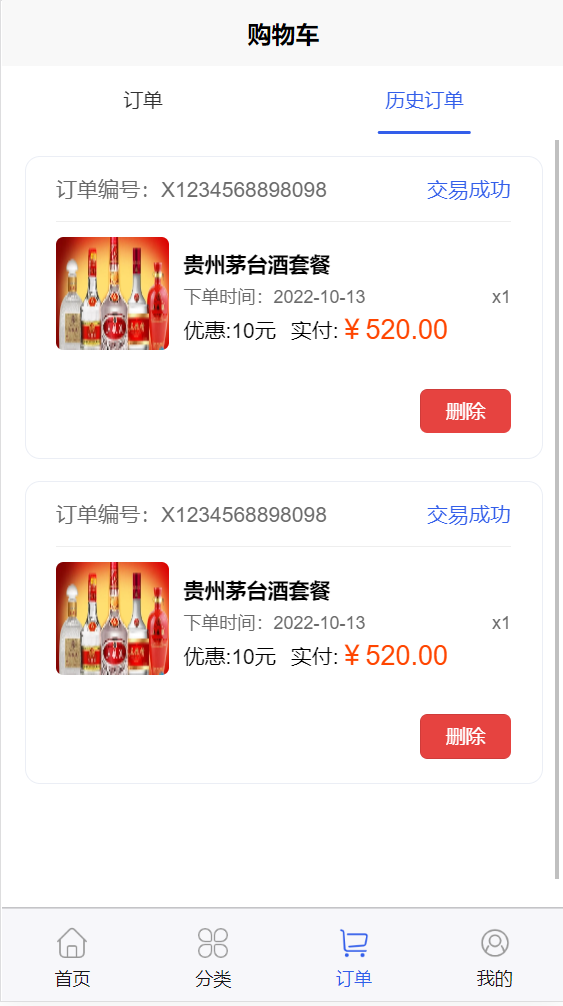 购物车
订单 历史订单
订单编号：X1234568898098 交易成功
贵州茅台酒套餐
下单时间：2022-10-13 x1
优惠:10元 实付:￥520.00
删除
订单编号：X1234568898098 交易成功
贵州茅台酒套餐
下单时间：2022-10-13 x1
优惠:10元 实付:￥520.00
删除
首页 分类 订单 我的